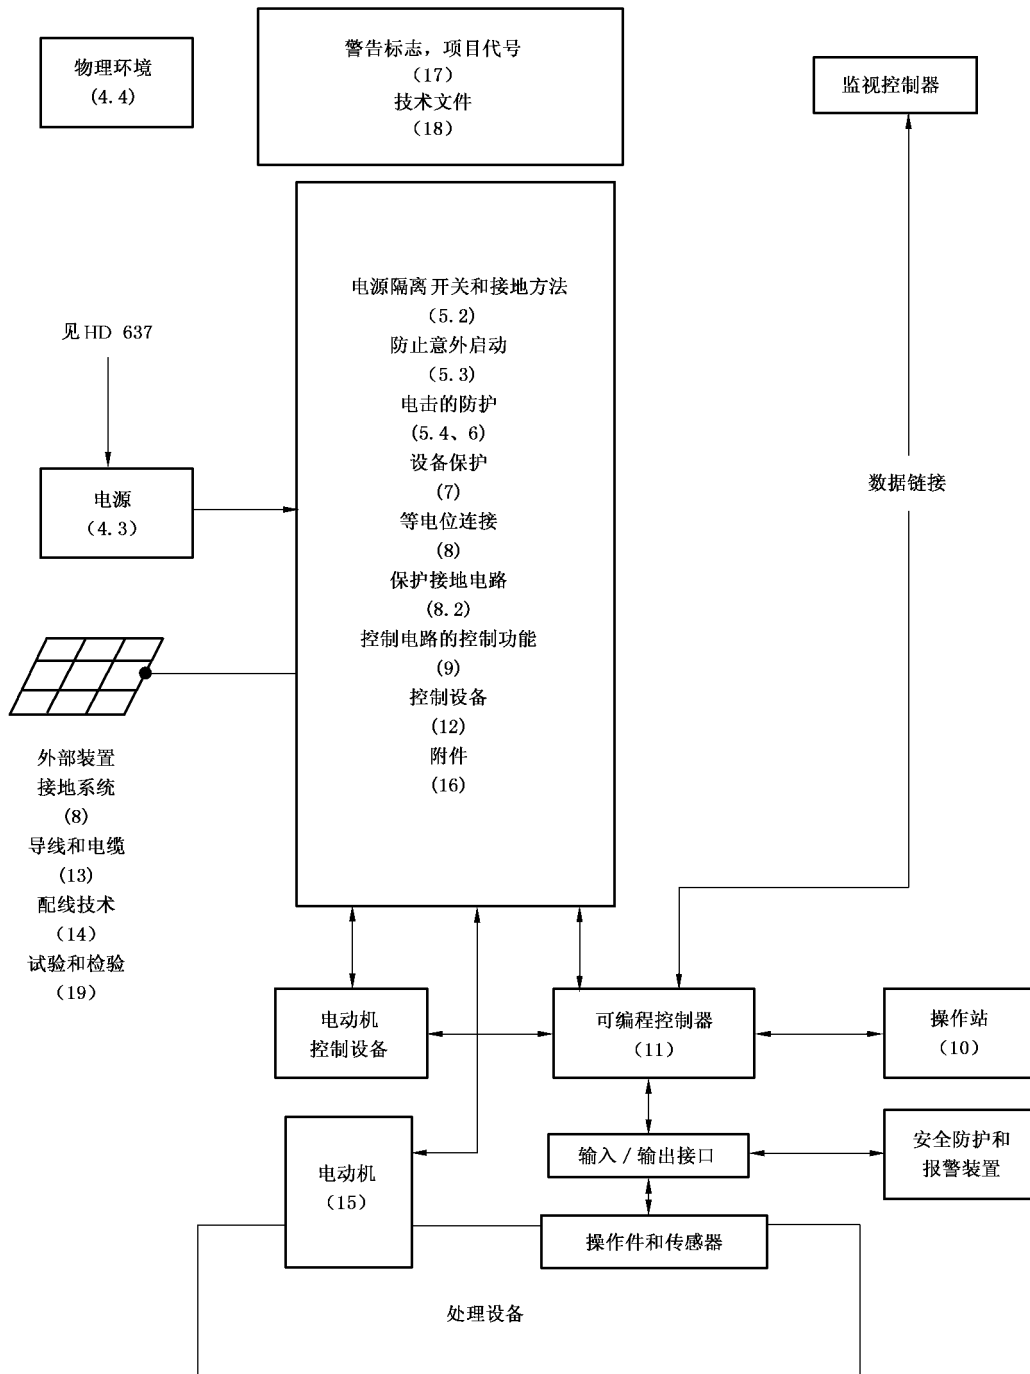 物理环境
(4.4)
警告标志，项目代号
(17)
技术文件
(18)
监视控制器
电源隔离开关和接地方法
(5.2)
防止意外启动
(5.3)
电击的防护
(5.4、6)
设备保护
(7)
等电位连接
(8)
保护接地电路
(8.2)
控制电路的控制功能
(9)
控制设备
(12)
附件
(16)
见HD 637
电源
(4.3)
数据链接
外部装置
接地系统
(8)
导线和电缆
(13)
配线技术
(14)
试验和检验
(19)
电动机
控制设备
可编程控制器
(11)
操作站
(10)
电动机
(15)
输入/输出接口
安全防护和
报警装置
操作件和传感器
处理设备